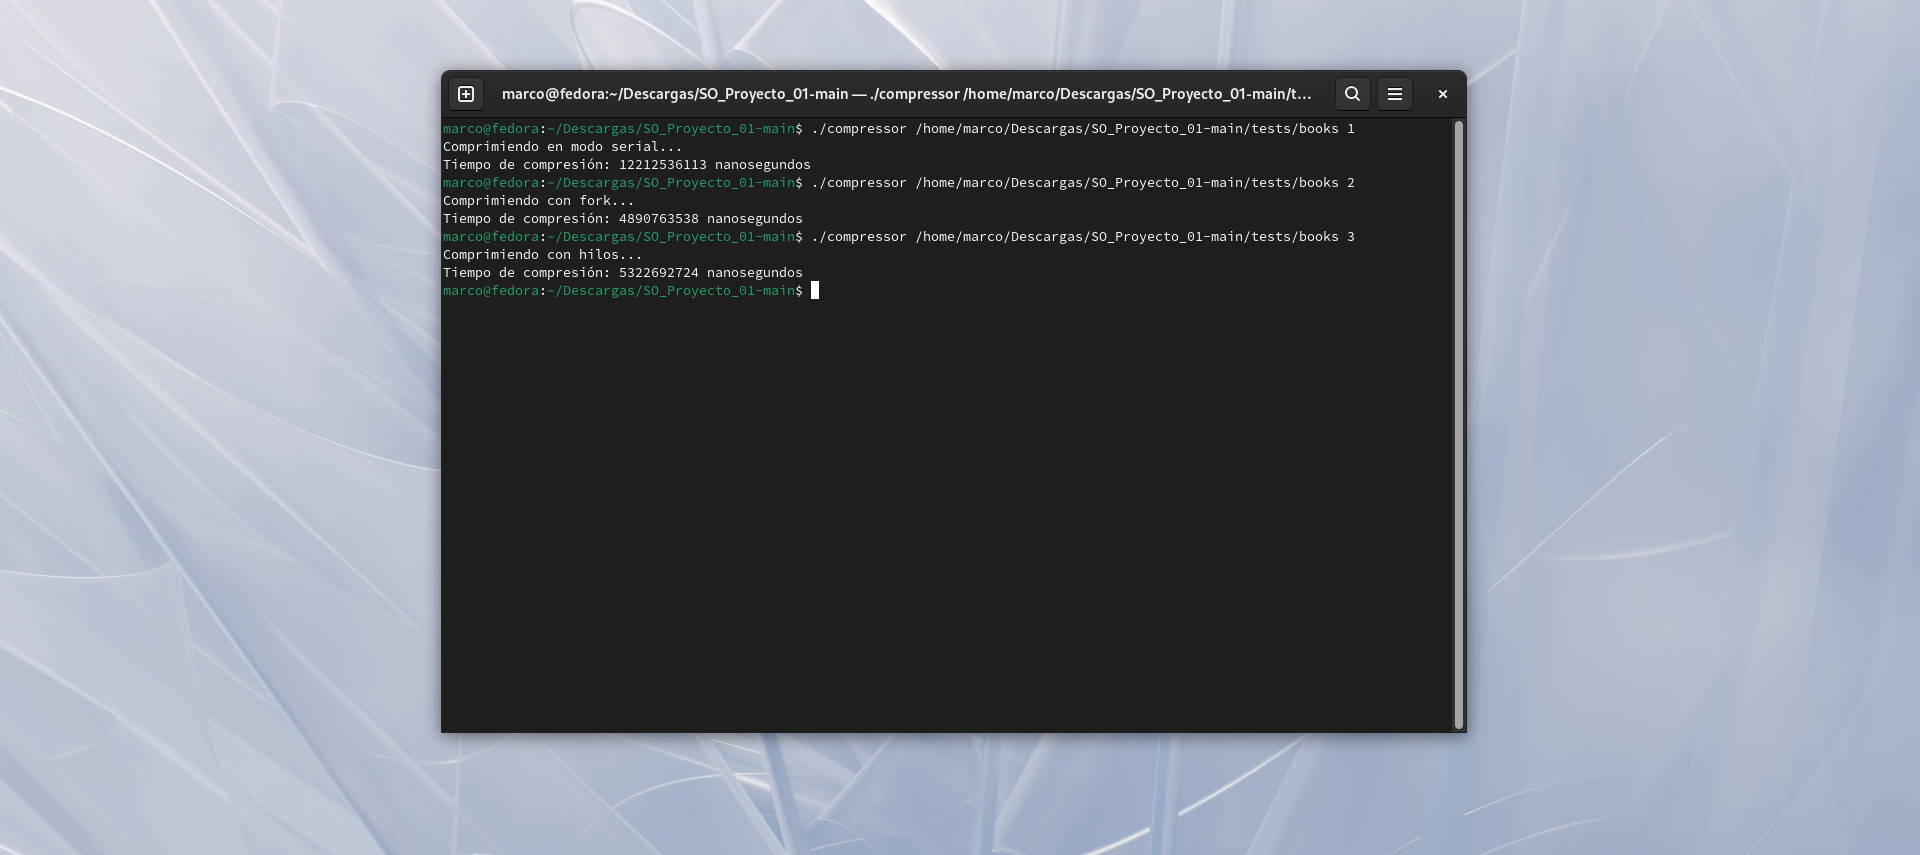 marco@fedora:~/Descargas/SO_Proyecto_01-main — ./compressor /home/marco/Descargas/SO_Proyecto_01-main/t...
marco@fedora:~/Descargas/SO_Proyecto_01-main$ ./compressor /home/marco/Descargas/SO_Proyecto_01-main/tests/books 1
Comprimiendo en modo serial...
Tiempo de compresión: 12212536113 nanosegundos
marco@fedora:~/Descargas/SO_Proyecto_01-main$ ./compressor /home/marco/Descargas/SO_Proyecto_01-main/tests/books 2
Comprimiendo con fork...
Tiempo de compresión: 4890763538 nanosegundos
marco@fedora:~/Descargas/SO_Proyecto_01-main$ ./compressor /home/marco/Descargas/SO_Proyecto_01-main/tests/books 3
Comprimiendo con hilos...
Tiempo de compresión: 5322692724 nanosegundos
marco@fedora:~/Descargas/SO_Proyecto_01-main$